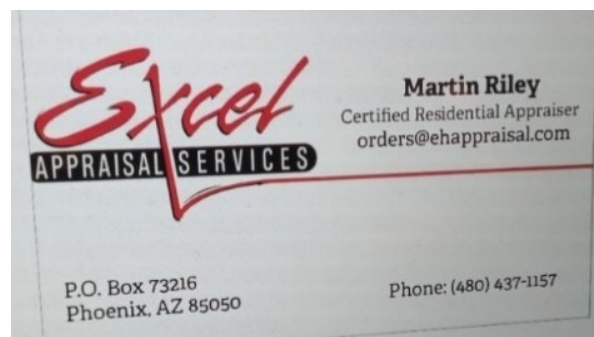 Excel
APPRAISAL SERVICES
Martin Riley
Certified Residential Appraiser
orders@ehappraisal.com
P.O. Box 73216
Phoenix, AZ 85050
Phone: (480) 437-1157